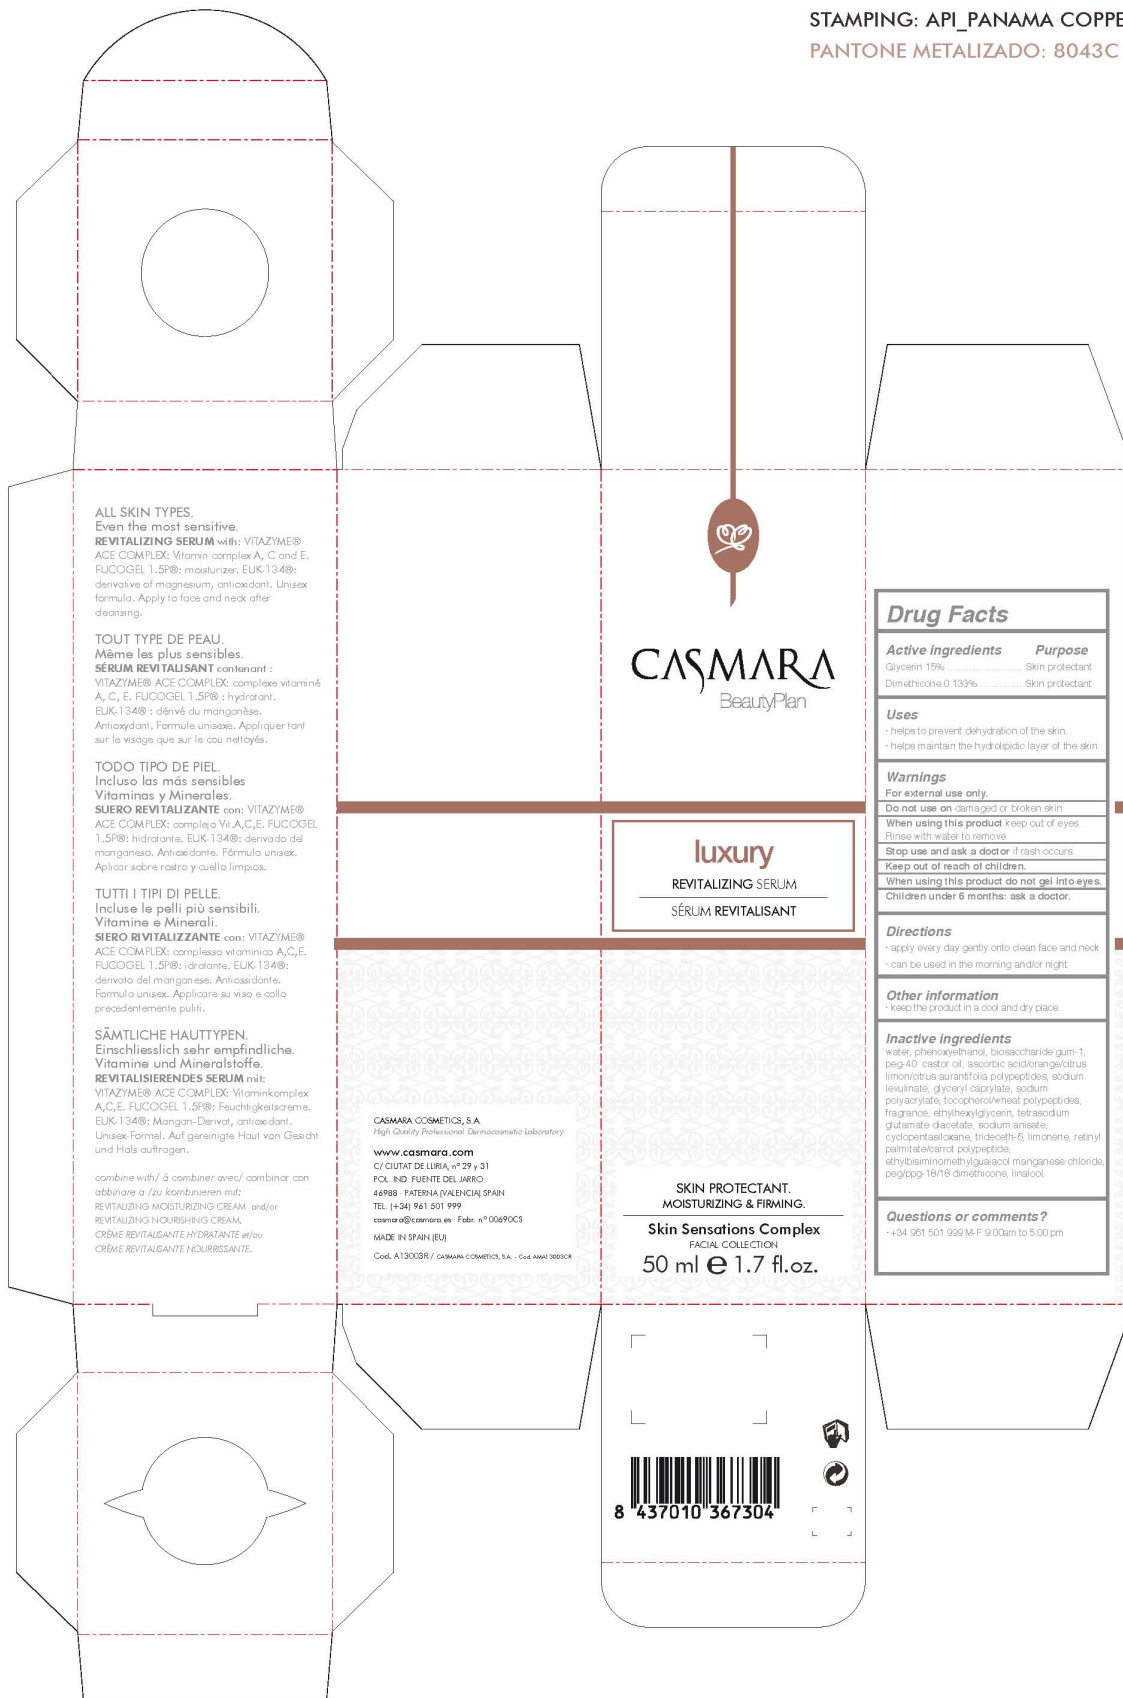 STAMPING: API_PANAMA COPPE
PANTONE METALIZADO: 8043C
ALL SKIN TYPES.
Even the most sensitive.
REVITALIZING SERUM with: VITAZYME®
ACE COMPLEX: Vitamin complex A, C and E.
FUCOGEL 1.5P®: moisturizer. EUK-134®:
derivative of magnesium, antioxidant. Unisex
formula. Apply to face and neck after
cleansing.
TOUT TYPE DE PEAU.
Même les plus sensibles.
SÉRUM REVITALISANT contenant :
VITAZYME® ACE COMPLEX: complexe vitaminé
A, C, E. FUCOGEL 1.5P® : hydratant.
EUK-134® : dérivé du manganèse.
Antioxydant. Formule unisexe. Appliquer tant
sur le visage que sur le cou nettoyés.
TODO TIPO DE PIEL.
Incluso las más sensibles
Vitaminas y Minerales.
SUERO REVITALIZANTE con: VITAZYME®
ACE COMPLEX: complejo Vit.A,C,E. FUCOGEL
1.5P®: hidratante. EUK-134®: derivado del
manganeso. Antioxidante. Fórmula unisex.
Aplicar sobre rostro y cuello limpios.
TUTTI I TIPI DI PELLE.
Incluse le pelli più sensibili.
Vitamine e Minerali.
SIERO RIVITALIZZANTE con: VITAZYME®
ACE COMPLEX: complesso vitaminico A,C,E.
FUCOGEL 1.5P®: idratante. EUK-134®:
derivato del manganese. Antiossidante.
Formula unisex. Applicare su viso e collo
precedentemente puliti.
SÄMTLICHE HAUTTYPEN.
Einschliesslich sehr empfindliche.
Vitamine und Mineralstoffe.
REVITALISIERENDES SERUM mit:
VITAZYME® ACE COMPLEX: Vitaminkomplex
A,C,E. FUCOGEL 1.5P®: Feuchtigkeitscreme.
EUK-134®: Mangan-Derivat, antioxidant.
Unisex-Formel. Auf gereinigte Haut von Gesicht
und Hals auftragen.
combine with/ á combiner avec/ combinar con
abbinare a /zu kombinieren mit:
REVITALIZING MOISTURIZING CREAM and/or
REVITALIZING NOURISHING CREAM.
CRÈME REVITALISANTE HYDRATANTE et/ou
CRÈME REVITALISANTE NOURRISSANTE.
CASMARA COSMETICS, S.A.
High Quality Professional Dermocosmetic Laboratory
www.casmara.com
C/ CIUTAT DE LLIRIA, nº 29 y 31
POL. IND. FUENTE DEL JARRO
46988 · PATERNA (VALENCIA) SPAIN
TEL. (+34) 961 501 999
casmara@casmara.es · Fabr. nº 00690CS
MADE IN SPAIN (EU)
Cod. A13003R / CASMARA COSMETICS, S.A. - Cod. AMA13003CR
CASMARA
BeautyPlan
luxury
REVITALIZING SERUM
SÉRUM REVITALISANT
SKIN PROTECTANT.
MOISTURIZING & FIRMING.
Skin Sensations Complex
FACIAL COLLECTION
50 ml e 1.7 fl.oz.
8 437010 367304
Drug Facts
Active ingredients Purpose
Glycerin 15% ........................ Skin protectant
Dimethicone 0.133% .............. Skin protectant
Uses
· helps to prevent dehydration of the skin.
· helps maintain the hydrolipidic layer of the skin.
Warnings
For external use only.
Do not use on damaged or broken skin.
When using this product keep out of eyes.
Rinse with water to remove.
Stop use and ask a doctor if rash occurs.
Keep out of reach of children.
When using this product do not gei into eyes.
Children under 6 months: ask a doctor.
Directions
· apply every day gently onto clean face and neck
· can be used in the morning and/or night.
Other information
· keep the product in a cool and dry place.
Inactive ingredients
water, phenoxyethanol, biosaccharide gum-1,
peg-40 castor oil, ascorbic acid/orange/citrus
limon/citrus aurantifolia polypeptides, sodium
levulinate, glyceryl caprylate, sodium
polyacrylate, tocopherol/wheat polypeptides,
fragrance, ethylhexylglycerin, tetrasodium
glutamate diacetate, sodium anisate,
cyclopentasiloxane, trideceth-6, limonene, retinyl
palmitate/carrot polypeptide,
ethylbisiminomethylguaiacol manganese chloride,
peg/ppg-18/18 dimethicone, linalool.
Questions or comments?
· +34 961 501 999 M-F 9:00am to 5:00 pm